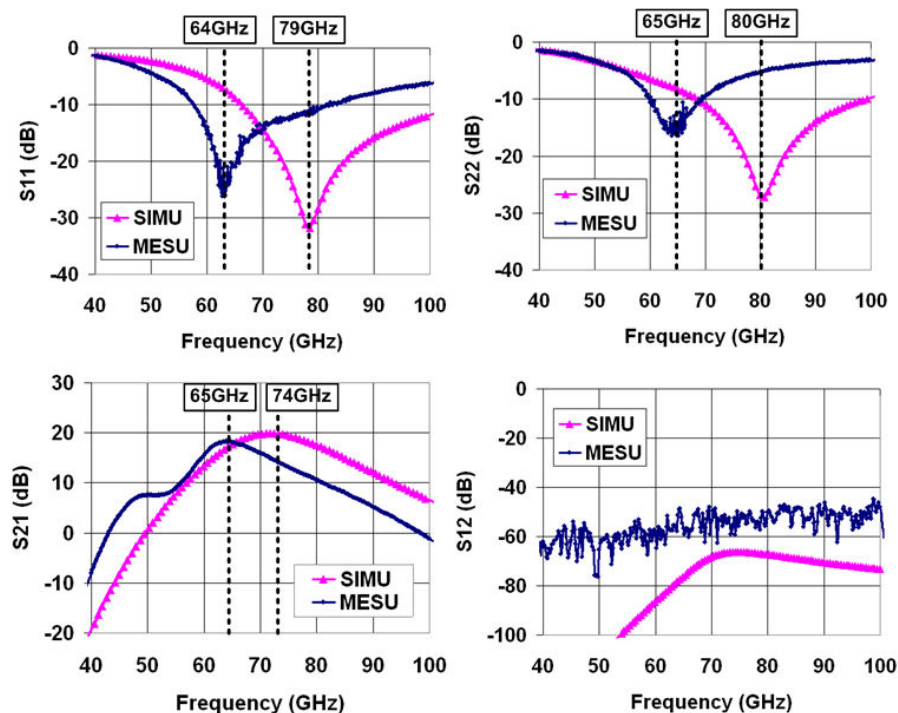 64GHz 79GHz
0
-10
-20
-30
-40
S11 (dB)
SIMU
MESU
40 50 60 70 80 90 100
Frequency (GHz)
65GHz 80GHz
0
-10
-20
-30
-40
S22 (dB)
SIMU
MESU
40 50 60 70 80 90 100
Frequency (GHz)
65GHz 74GHz
30
20
10
0
-10
-20
S21 (dB)
SIMU
MESU
40 50 60 70 80 90 100
Frequency (GHz)
0
-20
-40
-60
-80
-100
S12 (dB)
SIMU
MESU
40 50 60 70 80 90 100
Frequency (GHz)